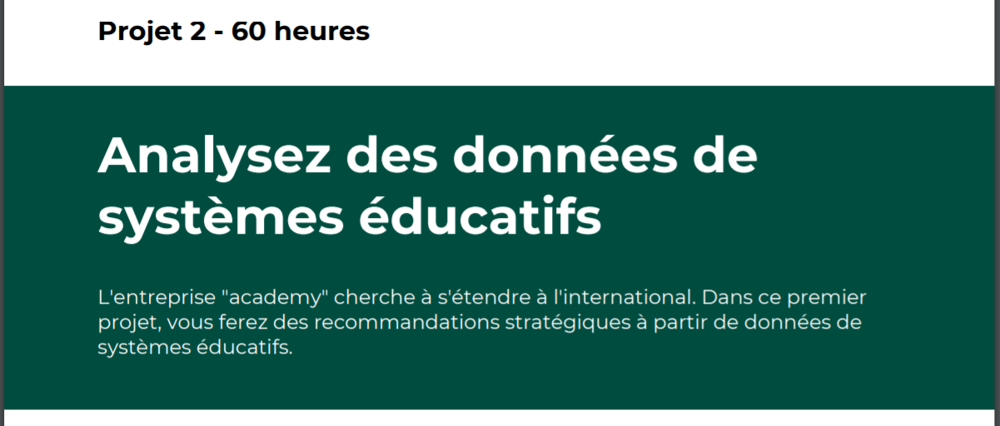 Projet 2 - 60 heures
Analysez des données de
systèmes éducatifs
L'entreprise "academy" cherche à s'étendre à l'international. Dans ce premier
projet, vous ferez des recommandations stratégiques à partir de données de
systèmes éducatifs.